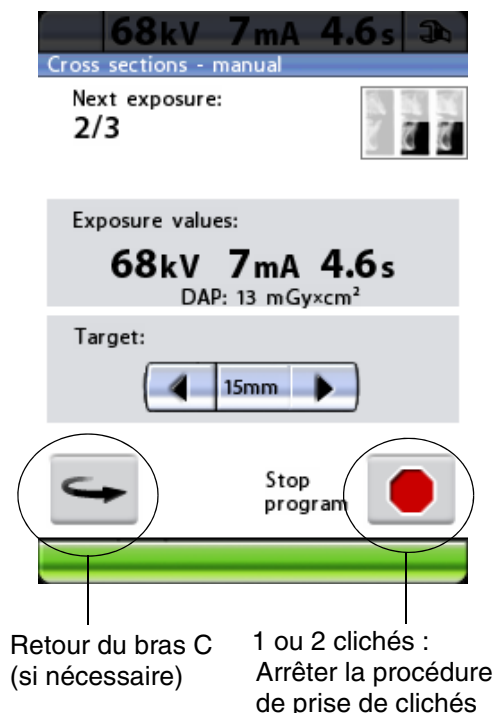 68kV 7mA 4.6s
Cross sections - manual
Next exposure:
2/3
Exposure values:
68kV 7mA 4.6s
DAP: 13 mGy×cm²
Target:
15mm
Stop
program
Retour du bras C
(si nécessaire)
1 ou 2 clichés :
Arrêter la procédure
de prise de clichés